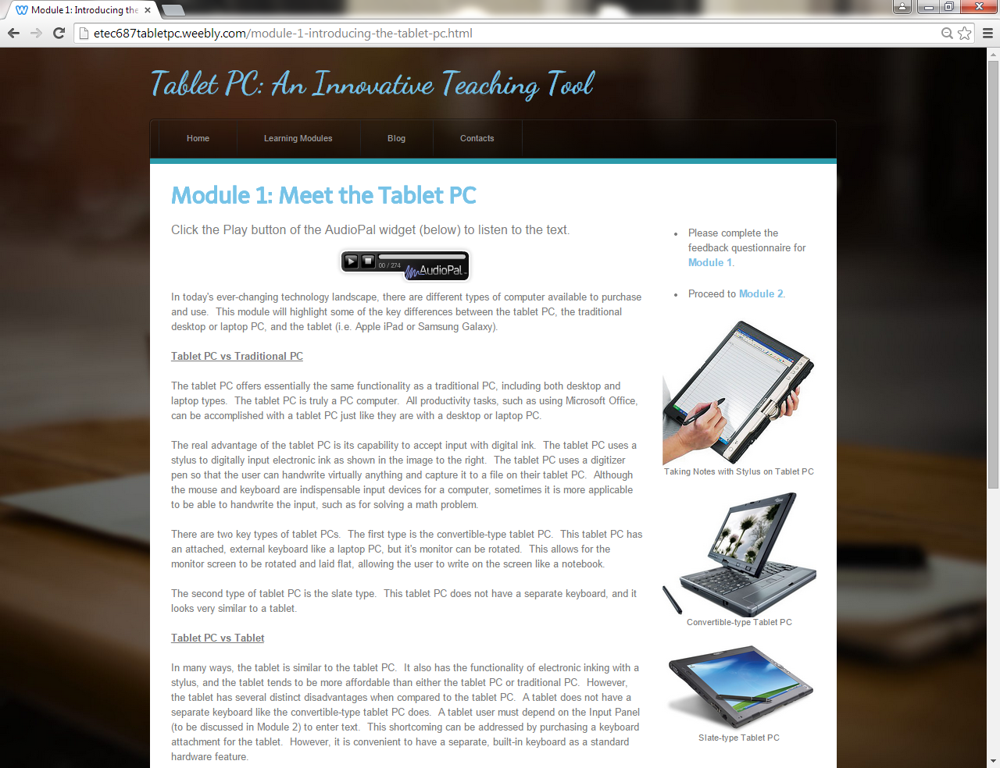 Module 1: Introducing the
etec687tabletpc.weebly.com/module-1-introducing-the-tablet-pc.html
Tablet PC: An Innovative Teaching Tool
Home
Learning Modules
Blog
Contacts
Module 1: Meet the Tablet PC
Click the Play button of the AudioPal widget (below) to listen to the text.
00 / 274
AudioPal
In today's ever-changing technology landscape, there are different types of computer available to purchase
and use.  This module will highlight some of the key differences between the tablet PC, the traditional
desktop or laptop PC, and the tablet (i.e. Apple iPad or Samsung Galaxy).
Tablet PC vs Traditional PC
The tablet PC offers essentially the same functionality as a traditional PC, including both desktop and
laptop types.  The tablet PC is truly a PC computer.  All productivity tasks, such as using Microsoft Office,
can be accomplished with a tablet PC just like they are with a desktop or laptop PC.
The real advantage of the tablet PC is its capability to accept input with digital ink.  The tablet PC uses a
stylus to digitally input electronic ink as shown in the image to the right.  The tablet PC uses a digitizer
pen so that the user can handwrite virtually anything and capture it to a file on their tablet PC.  Although
the mouse and keyboard are indispensable input devices for a computer, sometimes it is more applicable
to be able to handwrite the input, such as for solving a math problem.
There are two key types of tablet PCs.  The first type is the convertible-type tablet PC.  This tablet PC has
an attached, external keyboard like a laptop PC, but it's monitor can be rotated.  This allows for the
monitor screen to be rotated and laid flat, allowing the user to write on the screen like a notebook.
The second type of tablet PC is the slate type.  This tablet PC does not have a separate keyboard, and it
looks very similar to a tablet.
Tablet PC vs Tablet
In many ways, the tablet is similar to the tablet PC.  It also has the functionality of electronic inking with a
stylus, and the tablet tends to be more affordable than either the tablet PC or traditional PC.  However,
the tablet has several distinct disadvantages when compared to the tablet PC.  A tablet does not have a
separate keyboard like the convertible-type tablet PC does.  A tablet user must depend on the Input Panel
(to be discussed in Module 2) to enter text.  This shortcoming can be addressed by purchasing a keyboard
attachment for the tablet.  However, it is convenient to have a separate, built-in keyboard as a standard
hardware feature.
Please complete the
feedback questionnaire for
Module 1.
Proceed to Module 2.
Taking Notes with Stylus on Tablet PC
Convertible-type Tablet PC
Slate-type Tablet PC